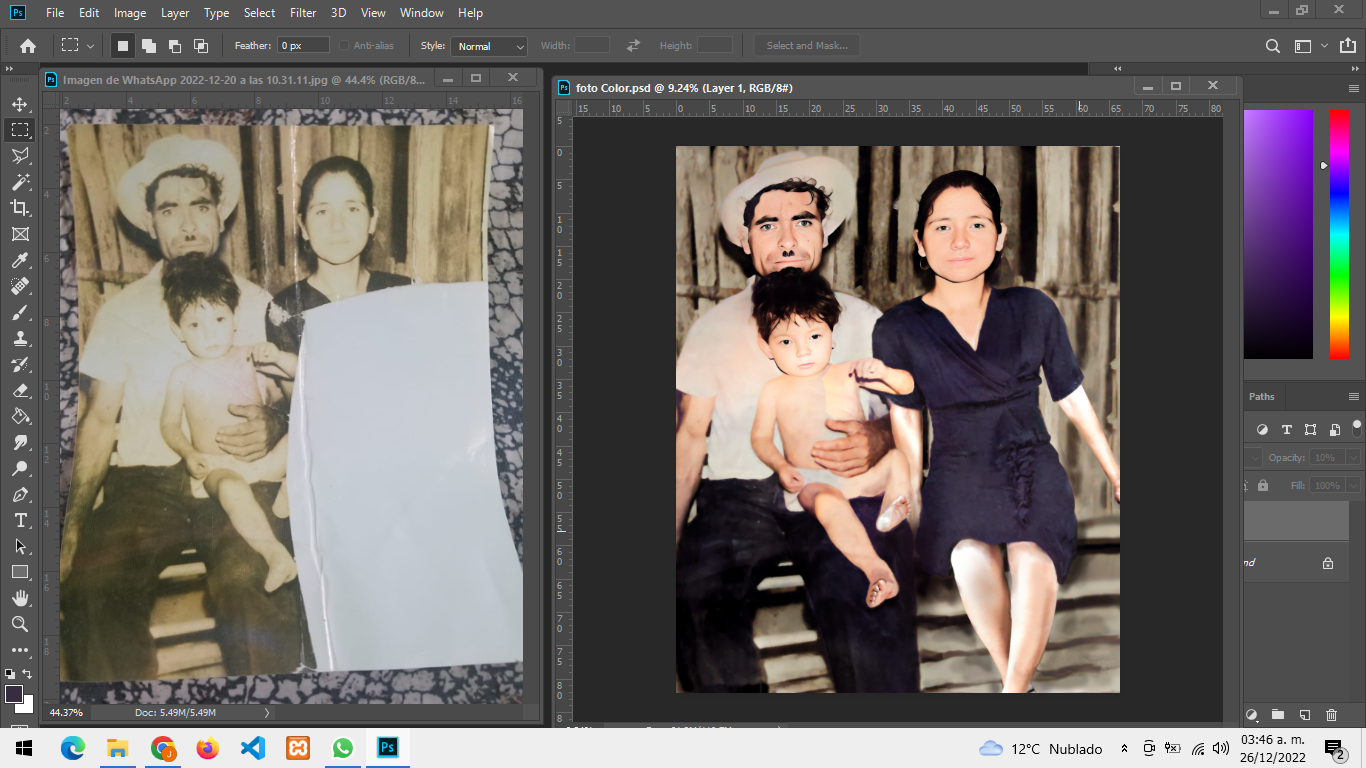 Ps File Edit Image Layer Type Select Filter 3D View Window Help
Feather: 0 px Anti-alias Style: Normal Width: Height: Select and Mask...
Ps Imagen de WhatsApp 2022-12-20 a las 10.31.11.jpg @ 44.4% (RGB/8...
Ps foto Color.psd @ 9.24% (Layer 1, RGB/8#)
2 4 6 8 10 12 14 16
15 10 5 0 5 10 15 20 25 30 35 40 45 50 55 60 65 70 75 80
Paths
Opacity: 10%
Fill: 100%
nd
44.37% Doc: 5.49M/5.49M
12°C Nublado
03:46 a. m.
26/12/2022
2